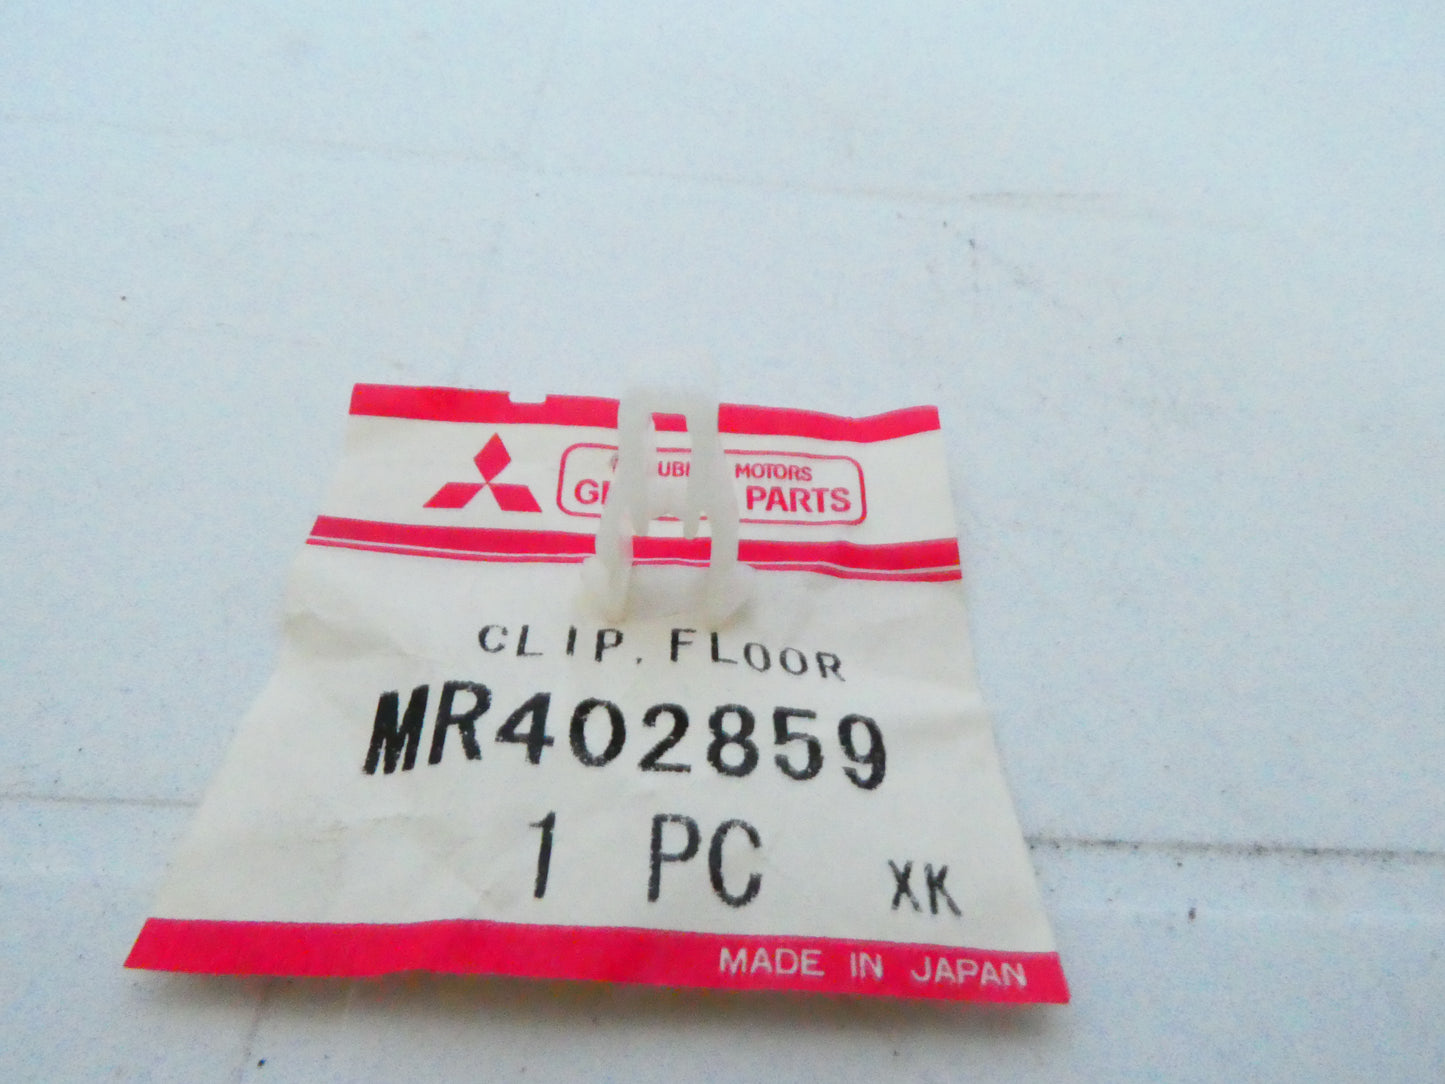 MOTORS
PARTS
CLIP, FLOOR
MR402859
1 PC XK
MADE IN JAPAN